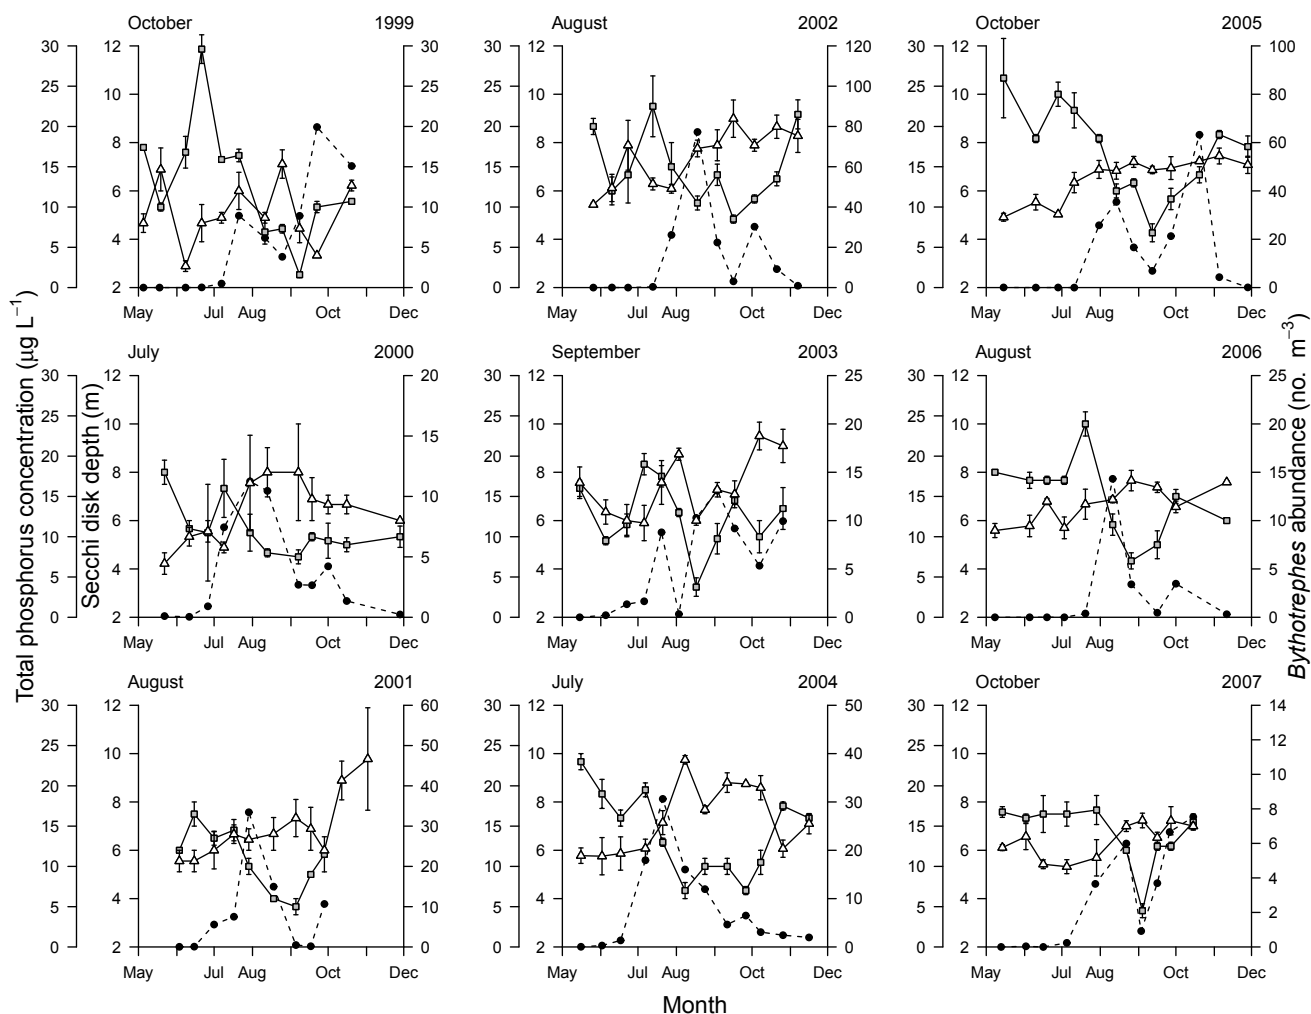 October 1999
August 2002
October 2005
30 12 30
30 12 120
30 12 100
25 10 25
25 10 100
25 10 80
20 8 20
20 8 80
20 8 60
15 6 15
15 6 60
15 6 40
10 10
10 40
10
5 4 5
5 4 20
5 4 20
0 2 0
0 2 0
0 2 0
May Jul Aug Oct Dec
May Jul Aug Oct Dec
May Jul Aug Oct Dec
July 2000
September 2003
August 2006
30 12 20
30 12 25
30 12 25
25 10 15
25 10 20
25 10 20
20 8 10
20 8 15
20 8 15
15 6
15 6 10
15 6 10
10 5
10
10
5 4
5 4 5
5 4 5
0 2 0
0 2 0
0 2 0
May Jul Aug Oct Dec
May Jul Aug Oct Dec
May Jul Aug Oct Dec
August 2001
July 2004
October 2007
30 12 60
30 12 50
30 12 14
25 10 50
25 10 40
25 10 12
20 8 40
20 8 30
20 8 10
15 6 30
15 6 20
15 6 8
10 20
10
10 6
5 4 10
5 4 10
5 4 4
2
0 2 0
0 2 0
0 2 0
May Jul Aug Oct Dec
May Jul Aug Oct Dec
May Jul Aug Oct Dec
Month
Total phosphorus concentration (µg L⁻¹)
Secchi disk depth (m)
Bythotrephes abundance (no. m⁻³)